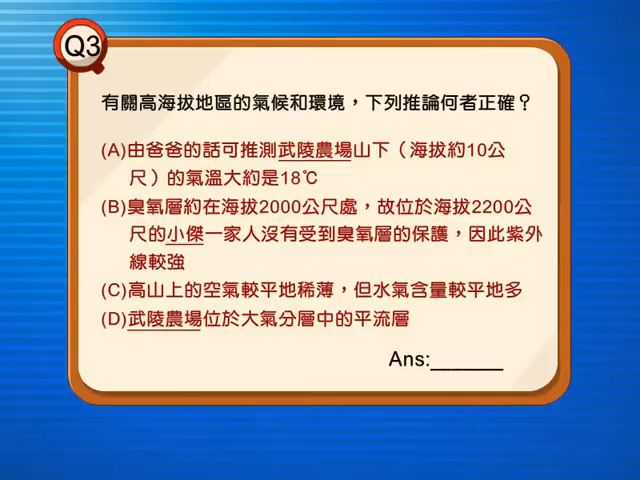 Q3
有關高海拔地區的氣候和環境，下列推論何者正確？
(A)由爸爸的話可推測武陵農場山下（海拔約10公
尺）的氣溫大約是18℃
(B)臭氧層約在海拔2000公尺處，故位於海拔2200公
尺的小傑一家人沒有受到臭氧層的保護，因此紫外
線較強
(C)高山上的空氣較平地稀薄，但水氣含量較平地多
(D)武陵農場位於大氣分層中的平流層
Ans:_______